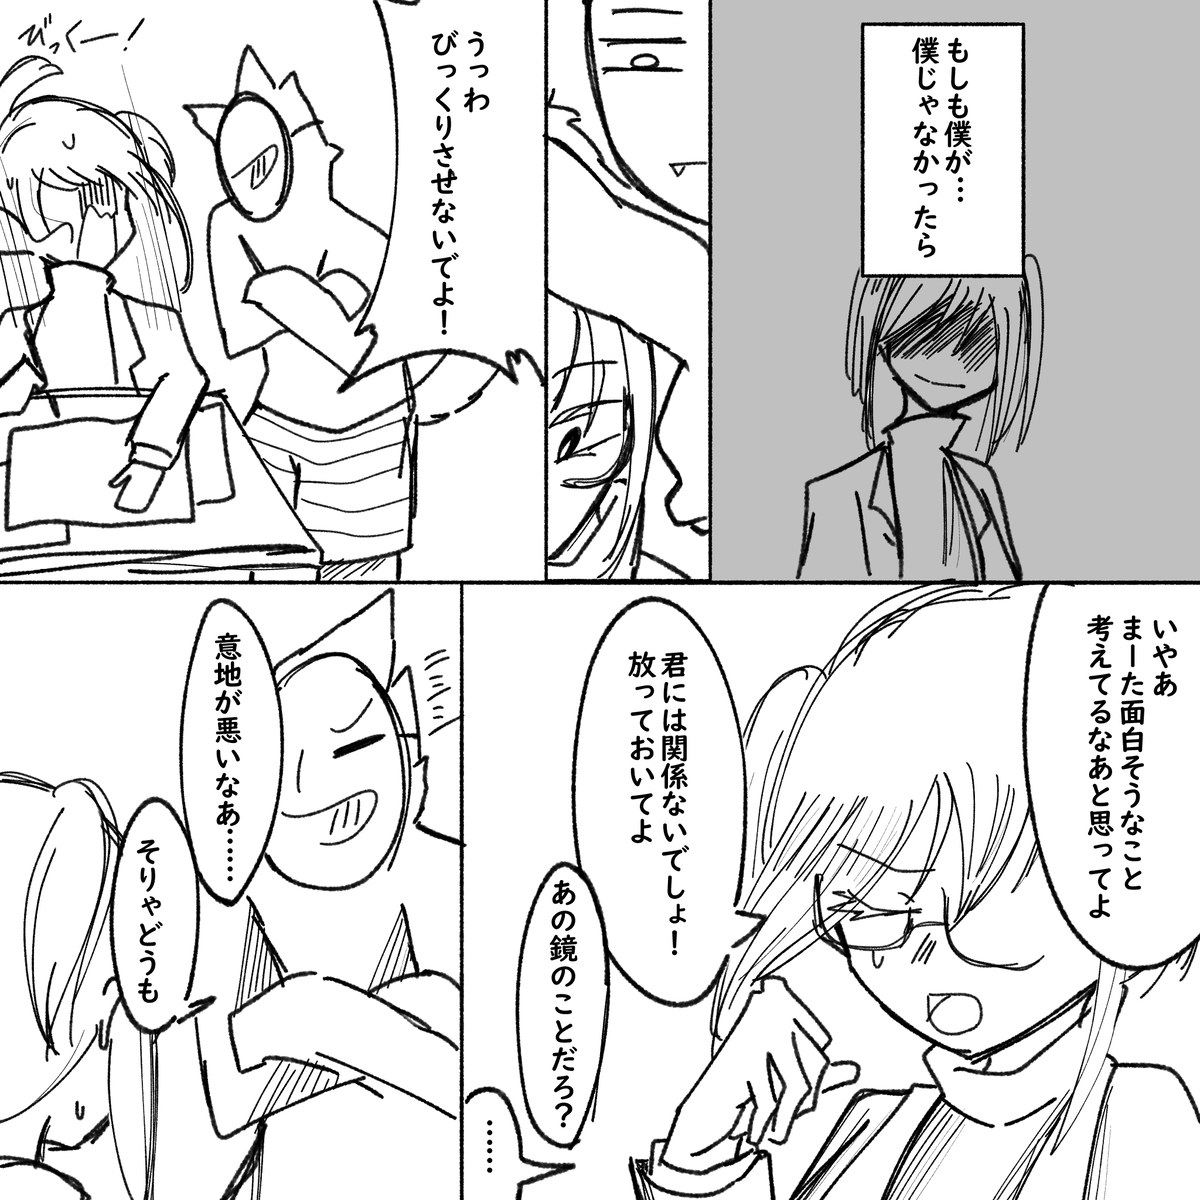 もしも僕が…
僕じゃなかったら
うっわ
びっくりさせないでよ！
びっくー！
いやあ
まーた面白そうなこと
考えてるなあと思ってよ
君には関係ないでしょ！
放っておいてよ
あの鏡のことだろ？
……
意地が悪いなあ……
そりゃどうも